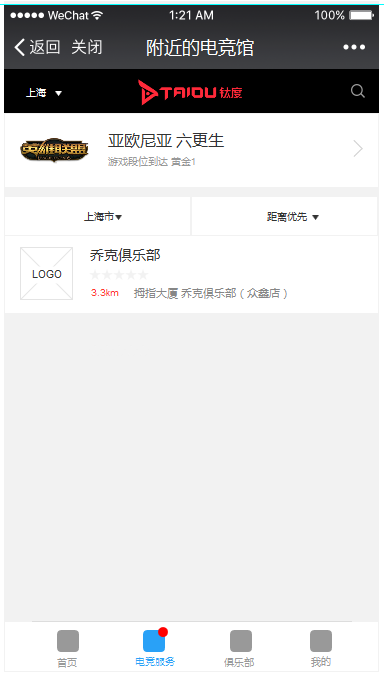 WeChat 1:21 AM 100%
返回 关闭 附近的电竞馆
上海 TAIDU 钛度
英雄联盟
亚欧尼亚 六更生
游戏段位到达 黄金1
上海市 距离优先
LOGO
乔克俱乐部
3.3km 拇指大厦 乔克俱乐部（众鑫店）
首页 电竞服务 俱乐部 我的